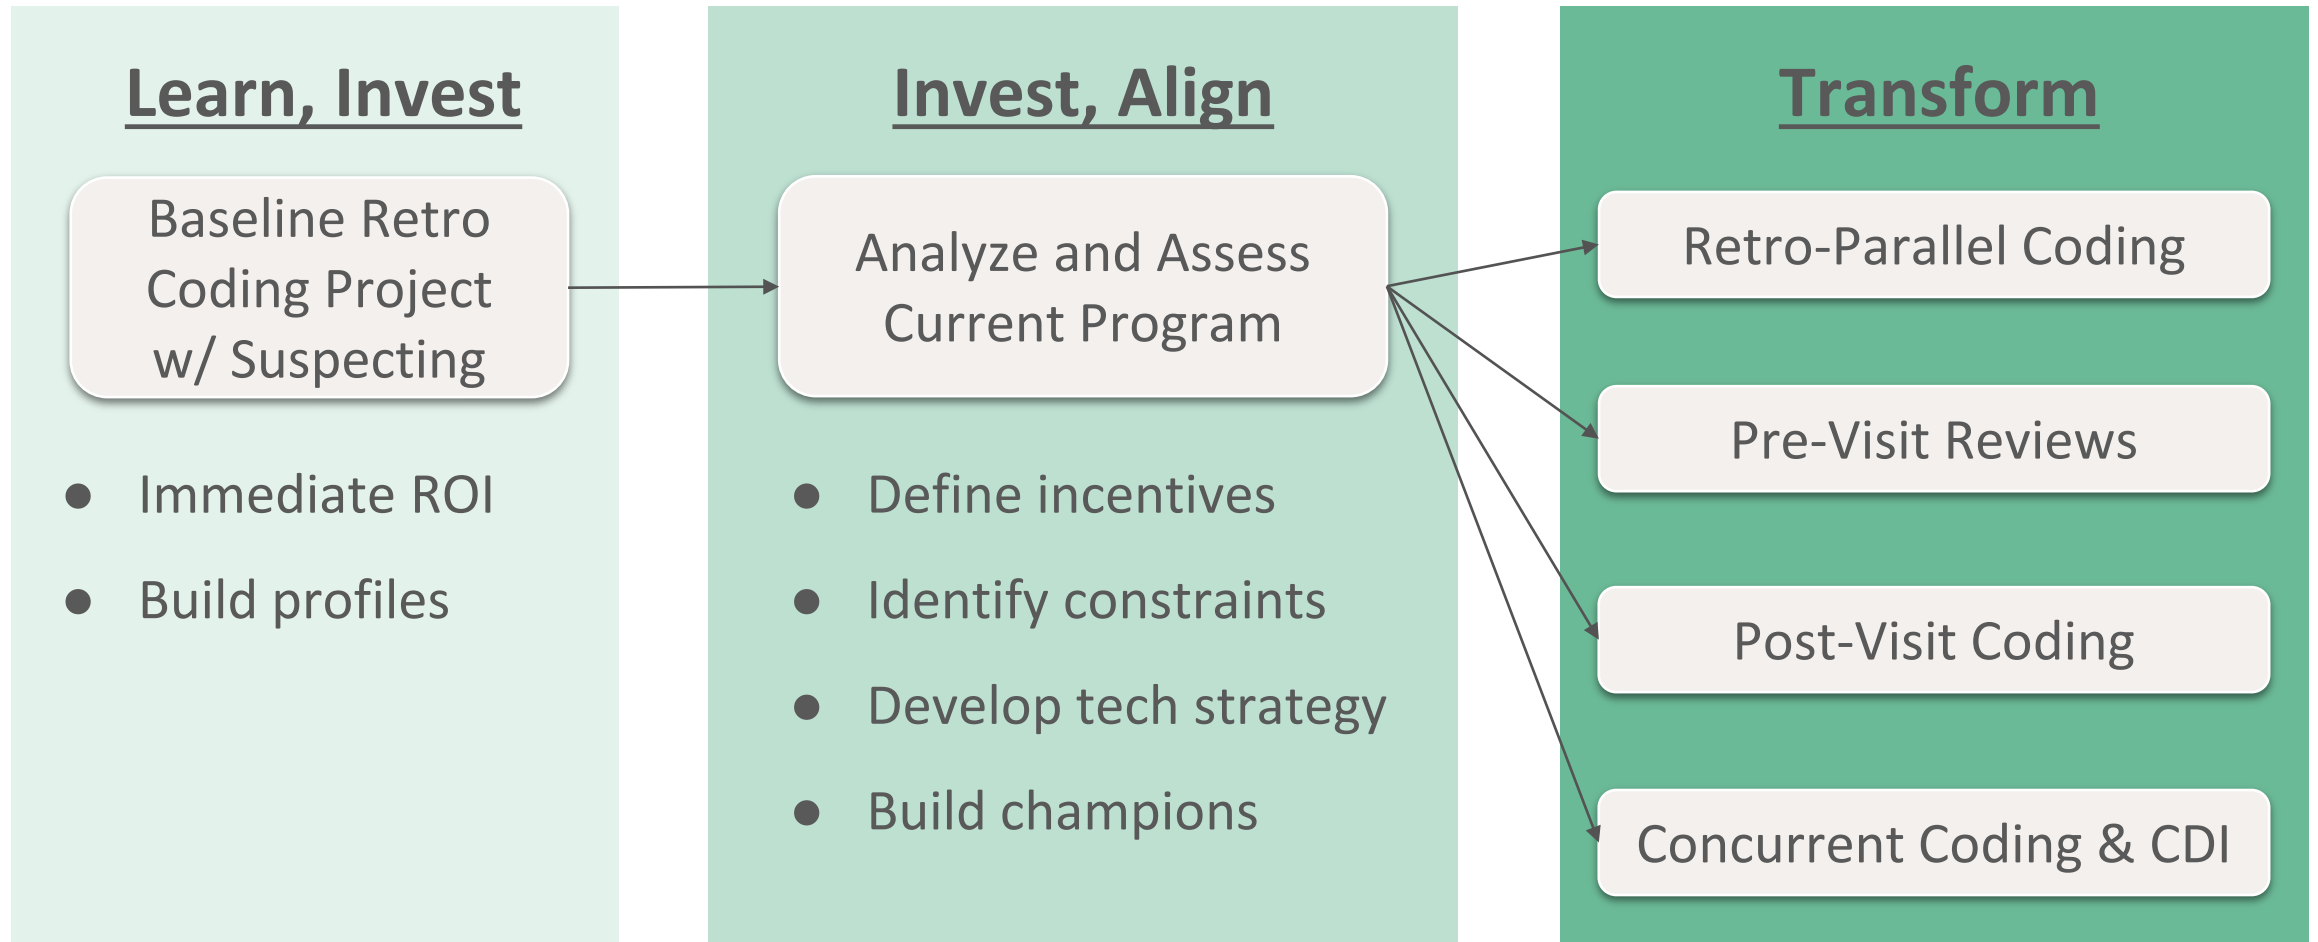 Learn, Invest
Baseline Retro
Coding Project
w/ Suspecting
● Immediate ROI
● Build profiles
Invest, Align
Analyze and Assess
Current Program
● Define incentives
● Identify constraints
● Develop tech strategy
● Build champions
Transform
Retro-Parallel Coding
Pre-Visit Reviews
Post-Visit Coding
Concurrent Coding & CDI